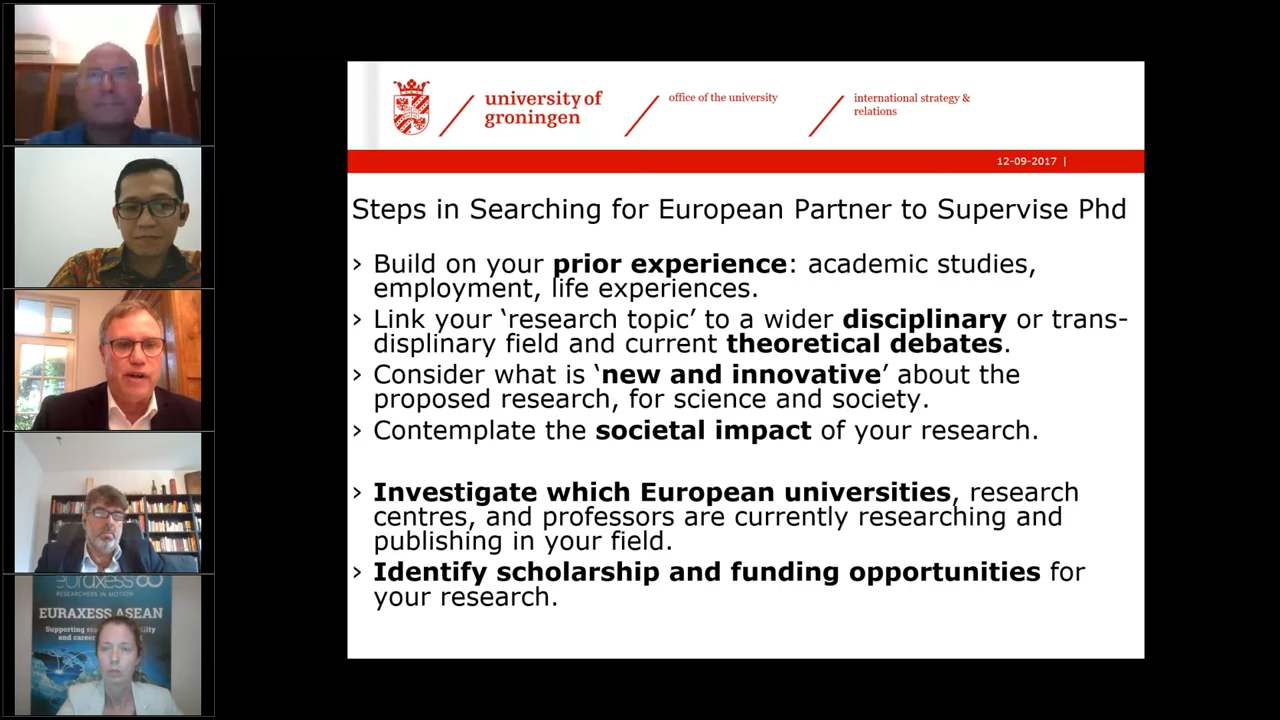 university of
groningen
office of the university
international strategy &
relations
12-09-2017 |
Steps in Searching for European Partner to Supervise Phd
› Build on your prior experience: academic studies,
employment, life experiences.
› Link your ‘research topic’ to a wider disciplinary or trans-
displinary field and current theoretical debates.
› Consider what is ‘new and innovative’ about the
proposed research, for science and society.
› Contemplate the societal impact of your research.
› Investigate which European universities, research
centres, and professors are currently researching and
publishing in your field.
› Identify scholarship and funding opportunities for
your research.
euraxess
RESEARCHERS IN MOTION
EURAXESS ASEAN
Supporting
and career